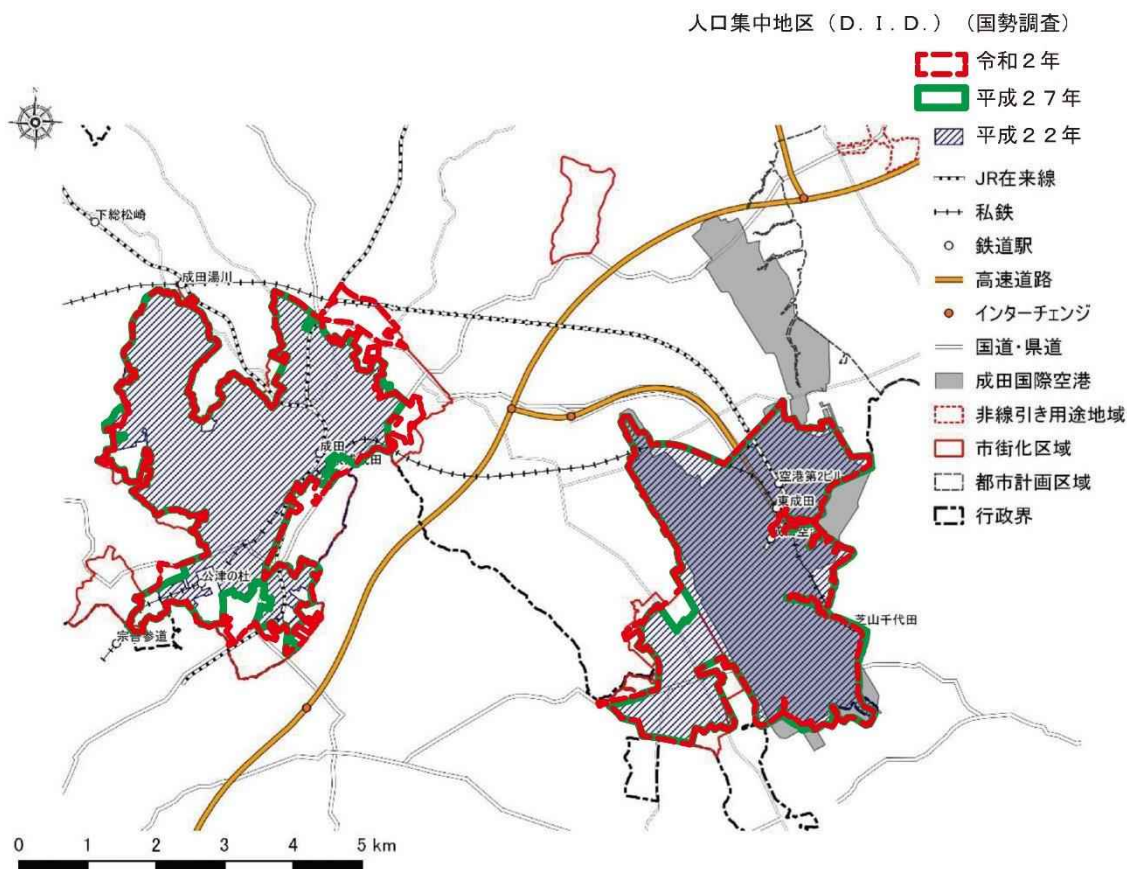 人口集中地区（D．I．D．）（国勢調査）
令和２年
平成２７年
平成２２年
JR在来線
私鉄
鉄道駅
高速道路
インターチェンジ
国道・県道
成田国際空港
非線引き用途地域
市街化区域
都市計画区域
行政界
N
下総松崎
成田湯川
成田
公津の杜
宗吾参道
空港第2ビル
東成田
芝山千代田
0 1 2 3 4 5 km